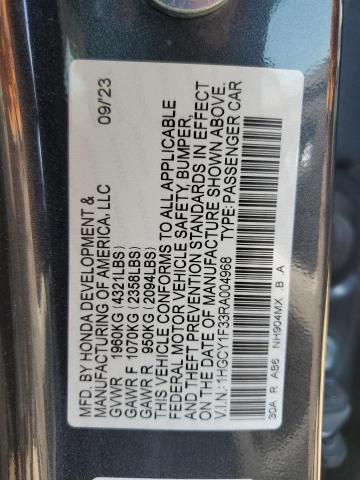 MFD. BY HONDA DEVELOPMENT &
MANUFACTURING OF AMERICA, LLC 09/'23
GVWR 1960KG (4321LBS)
GAWR F 1070KG (2358LBS)
GAWR R 950KG (2094LBS)
THIS VEHICLE CONFORMS TO ALL APPLICABLE
FEDERAL MOTOR VEHICLE SAFETY, BUMPER,
AND THEFT PREVENTION STANDARDS IN EFFECT
ON THE DATE OF MANUFACTURE SHOWN ABOVE.
V.I.N.: 1HGCY1F33RA004968 TYPE: PASSENGER CAR
30A R AB6 NH904MX B A